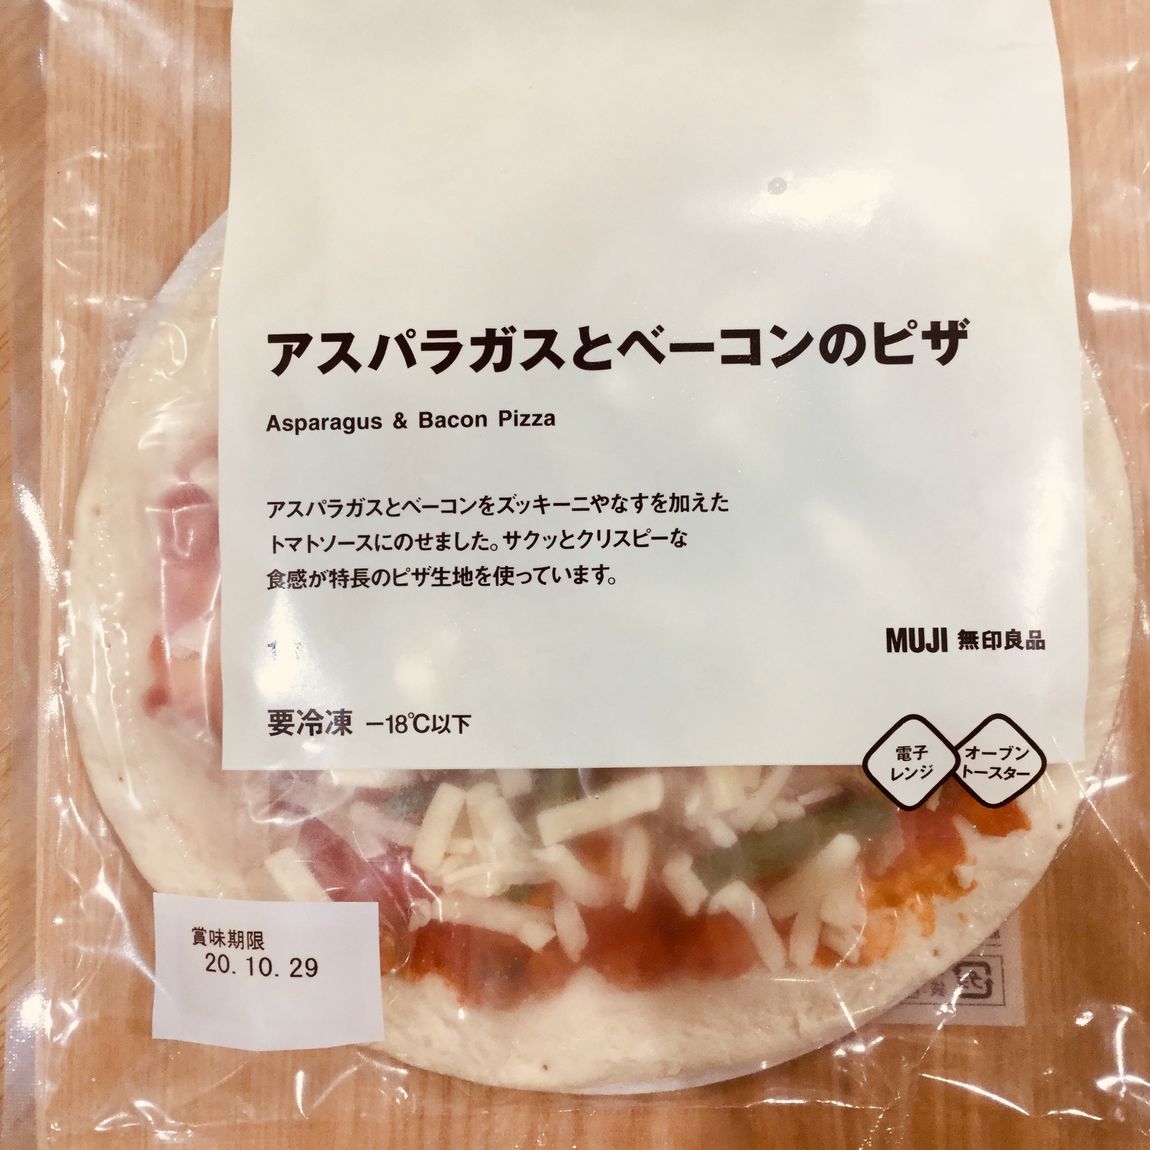 アスパラガスとベーコンのピザ
Asparagus & Bacon Pizza
アスパラガスとベーコンをズッキーニやなすを加えた
トマトソースにのせました。サクッとクリスピーな
食感が特長のピザ生地を使っています。
MUJI 無印良品
要冷凍 −18℃以下
電子
レンジ
オーブン
トースター
賞味期限
20.10.29